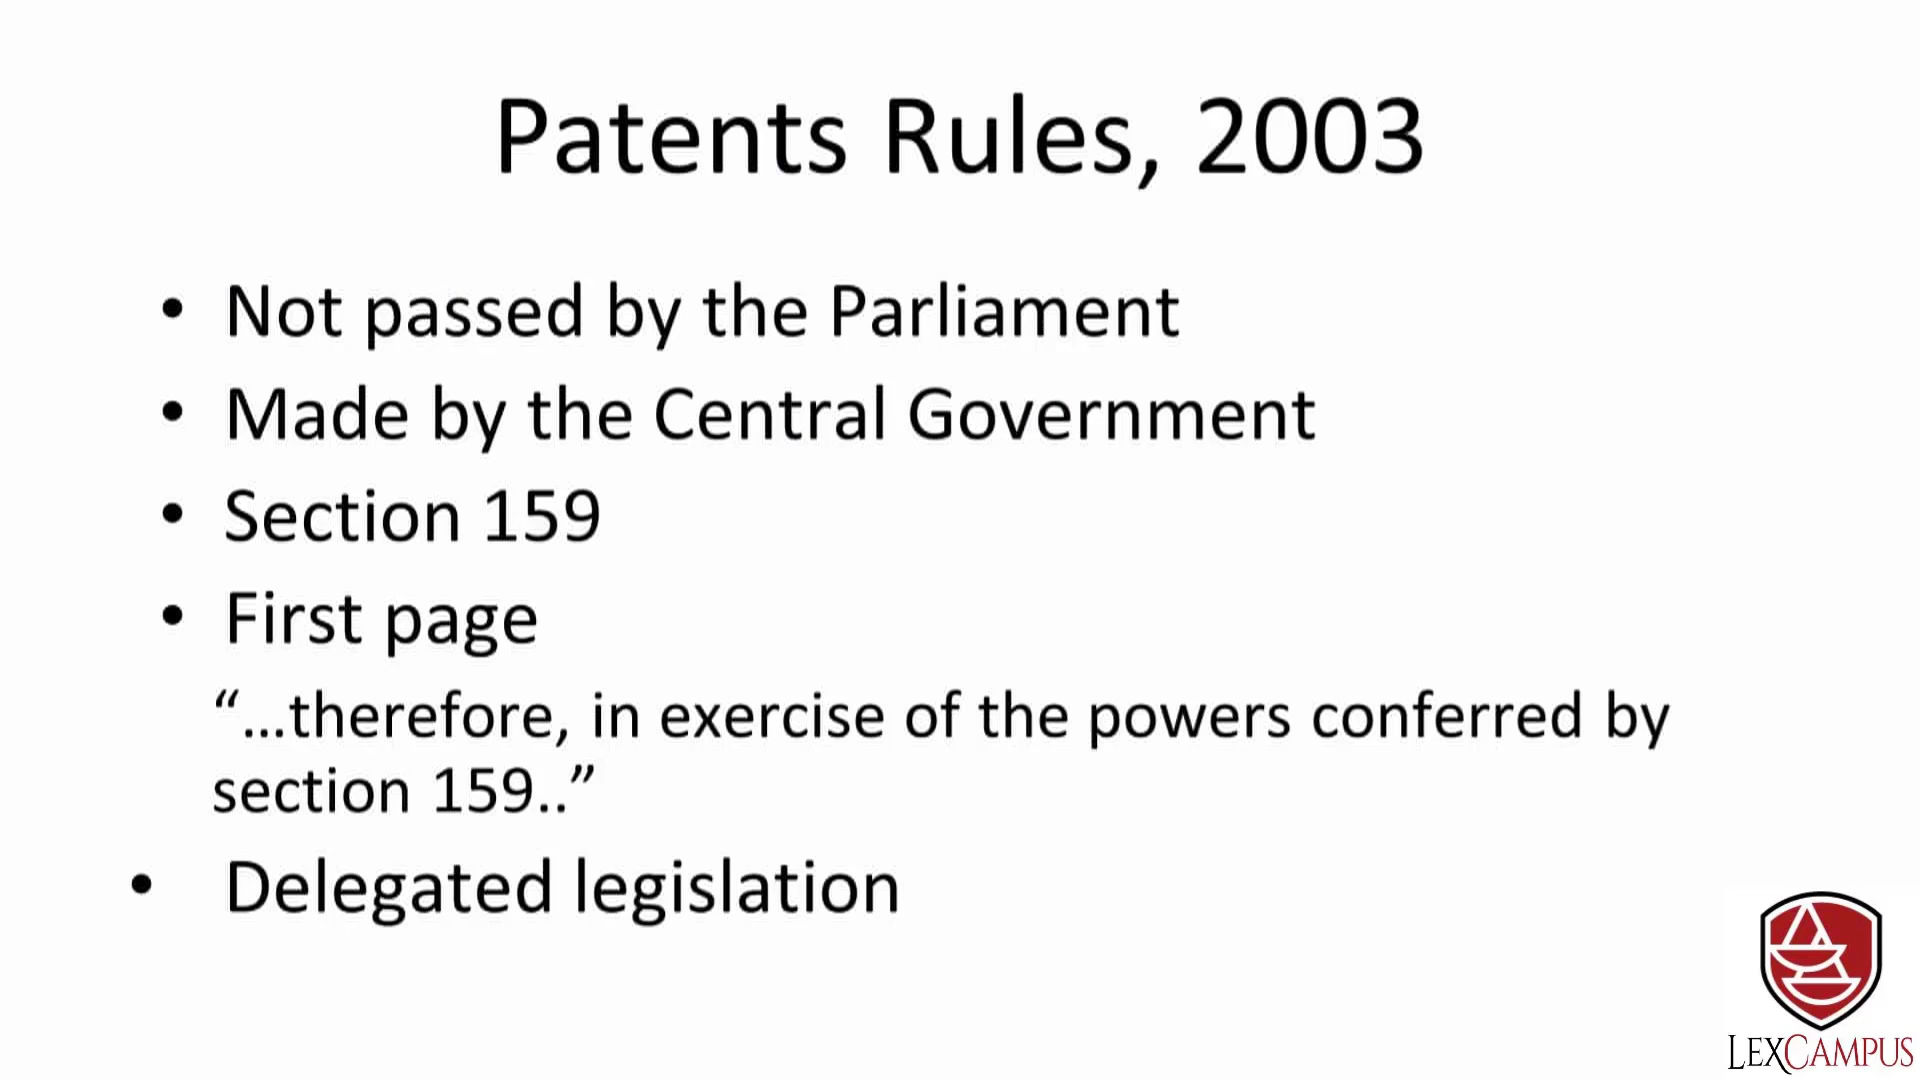 Patents Rules, 2003
• Not passed by the Parliament
• Made by the Central Government
• Section 159
• First page
“...therefore, in exercise of the powers conferred by
section 159..”
• Delegated legislation
LEXCAMPUS